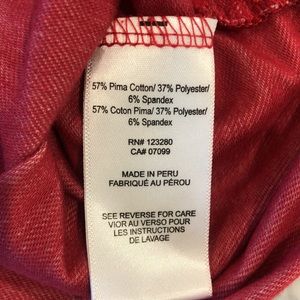 57% Pima Cotton/ 37% Polyester/
6% Spandex
57% Coton Pima/ 37% Polyester/
6% Spandex
RN# 123280
CA# 07099
MADE IN PERU
FABRIQUÉ AU PÉROU
SEE REVERSE FOR CARE
VIOR AU VERSO POUR
LES INSTRUCTIONS
DE LAVAGE